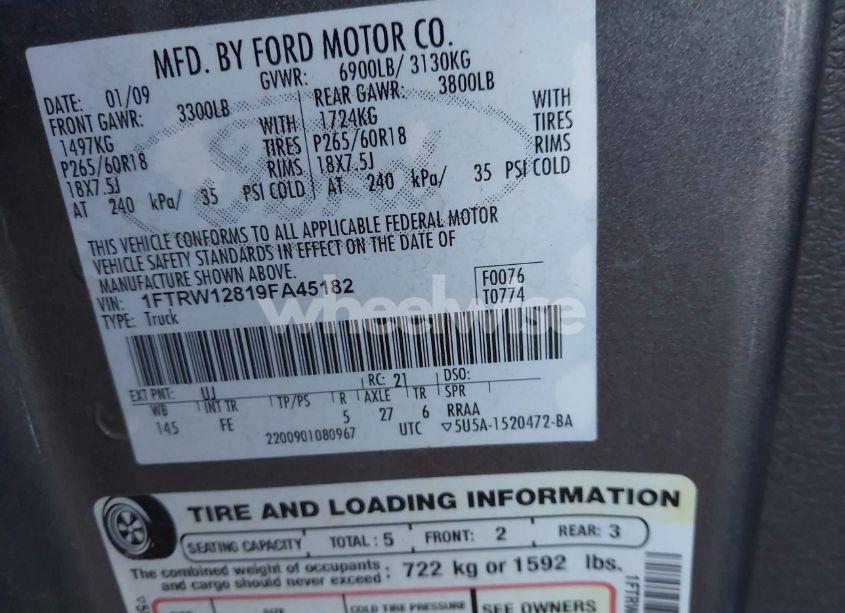 MFD. BY FORD MOTOR CO.
DATE: 01/09 GVWR: 6900LB/ 3130KG
FRONT GAWR: 3300LB REAR GAWR: 3800LB
1497KG WITH 1724KG WITH
P265/60R18 TIRES P265/60R18 TIRES
18X7.5J RIMS 18X7.5J RIMS
AT 240 kPa/ 35 PSI COLD AT 240 kPa/ 35 PSI COLD
THIS VEHICLE CONFORMS TO ALL APPLICABLE FEDERAL MOTOR
VEHICLE SAFETY STANDARDS IN EFFECT ON THE DATE OF
MANUFACTURE SHOWN ABOVE.
VIN: 1FTRW12819FA45182 F0076
TYPE: Truck T0774
wheelwise
EXT PNT: UJ RC: 21 DSO:
WB INT TR TP/PS R AXLE TR SPR
145 FE 5 27 6 RRAA
2200901080967 UTC ▽5U5A-1520472-BA
TIRE AND LOADING INFORMATION
SEATING CAPACITY TOTAL : 5 FRONT: 2 REAR: 3
The combined weight of occupants
and cargo should never exceed : 722 kg or 1592 lbs.
SIZE COLD TIRE PRESSURE SEE OWNERS
1FTRW